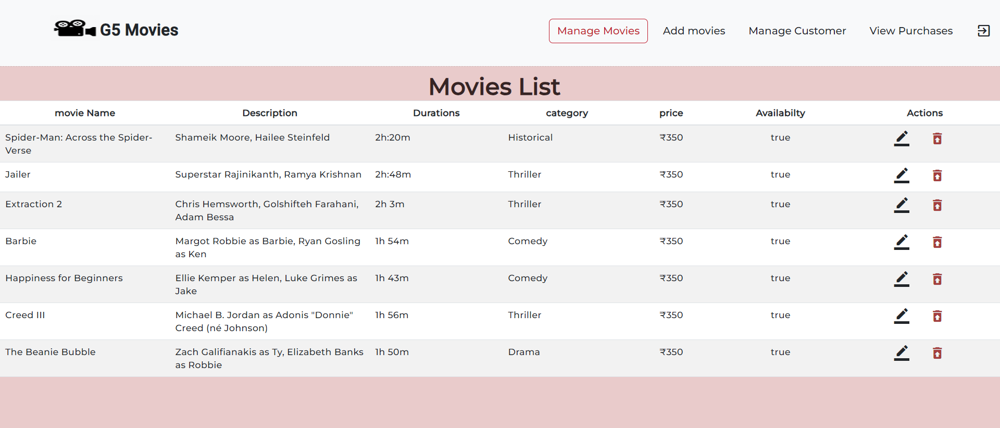 G5 Movies
Manage Movies Add movies Manage Customer View Purchases
Movies List
movie Name Description Durations category price Availabilty Actions
Spider-Man: Across the Spider- Shameik Moore, Hailee Steinfeld 2h:20m Historical ₹350 true
Verse
Jailer Superstar Rajinikanth, Ramya Krishnan 2h:48m Thriller ₹350 true
Extraction 2 Chris Hemsworth, Golshifteh Farahani, 2h 3m Thriller ₹350 true
Adam Bessa
Barbie Margot Robbie as Barbie, Ryan Gosling 1h 54m Comedy ₹350 true
as Ken
Happiness for Beginners Ellie Kemper as Helen, Luke Grimes as 1h 43m Comedy ₹350 true
Jake
Creed III Michael B. Jordan as Adonis "Donnie" 1h 56m Thriller ₹350 true
Creed (né Johnson)
The Beanie Bubble Zach Galifianakis as Ty, Elizabeth Banks 1h 50m Drama ₹350 true
as Robbie